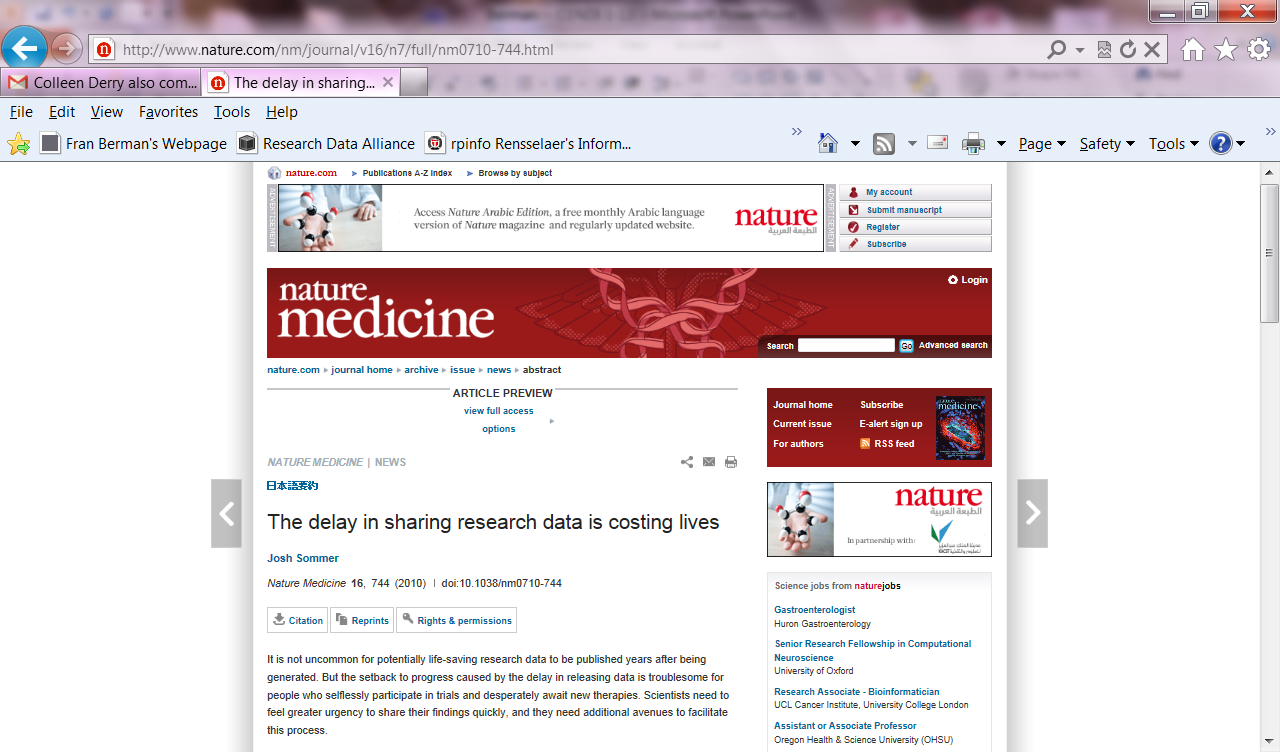 http://www.nature.com/nm/journal/v16/n7/full/nm0710-744.html
Colleen Derry also com...
The delay in sharing...
File Edit View Favorites Tools Help
Fran Berman's Webpage Research Data Alliance rpinfo Rensselaer's Inform...
Page Safety Tools
nature.com Publications A-Z index Browse by subject
ADVERTISEMENT
Access Nature Arabic Edition, a free monthly Arabic language
version of Nature magazine and regularly updated website.
nature
الطبعة العربية
ADVERTISEMENT
My account
Submit manuscript
Register
Subscribe
nature
medicine
Login
Search Go Advanced search
nature.com journal home archive issue news abstract
ARTICLE PREVIEW
view full access
options
NATURE MEDICINE | NEWS
日本語要約
The delay in sharing research data is costing lives
Josh Sommer
Nature Medicine 16, 744 (2010) | doi:10.1038/nm0710-744
Citation Reprints Rights & permissions
It is not uncommon for potentially life-saving research data to be published years after being
generated. But the setback to progress caused by the delay in releasing data is troublesome for
people who selflessly participate in trials and desperately await new therapies. Scientists need to
feel greater urgency to share their findings quickly, and they need additional avenues to facilitate
this process.
Journal home Subscribe
Current issue E-alert sign up
For authors RSS feed
nature
medicine
nature
الطبعة العربية
In partnership with:
Science jobs from naturejobs
Gastroenterologist
Huron Gastroenterology
Senior Research Fellowship in Computational
Neuroscience
University of Oxford
Research Associate - Bioinformatician
UCL Cancer Institute, University College London
Assistant or Associate Professor
Oregon Health & Science University (OHSU)